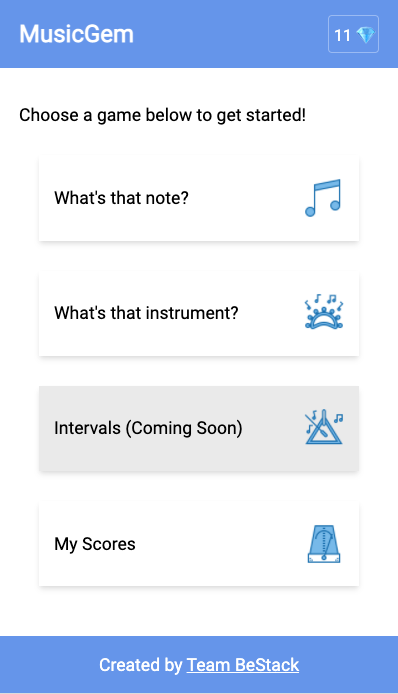 MusicGem
11 💎
Choose a game below to get started!
What's that note?
What's that instrument?
Intervals (Coming Soon)
My Scores
Created by Team BeStack